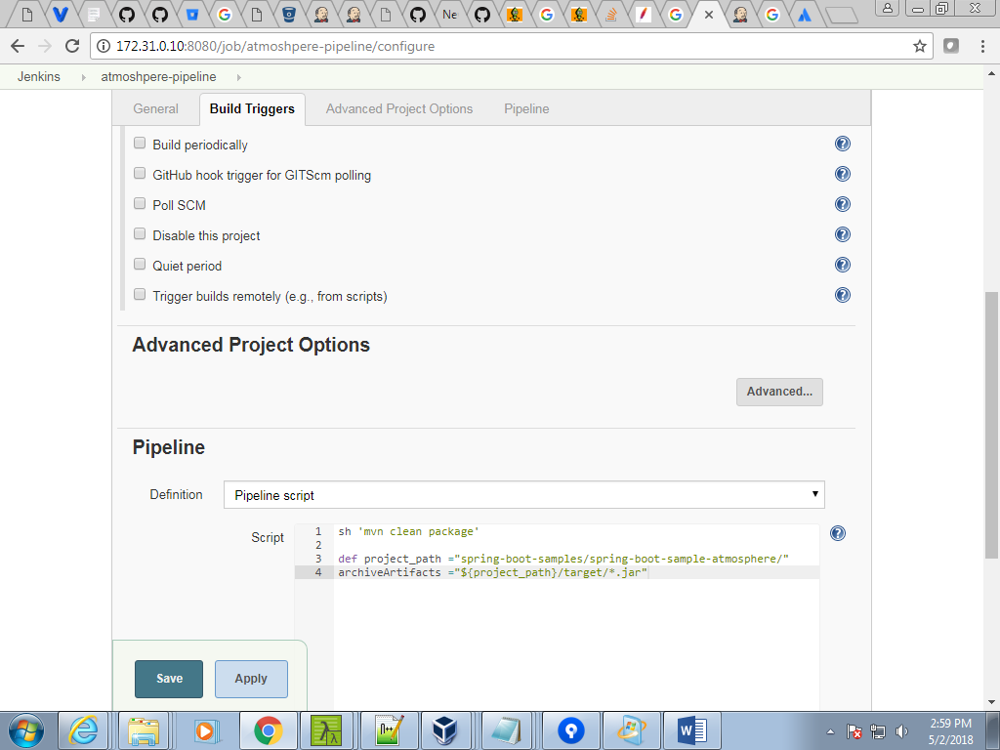 Ne
172.31.0.10:8080/job/atmoshpere-pipeline/configure
Jenkins atmoshpere-pipeline
General Build Triggers Advanced Project Options Pipeline
Build periodically
GitHub hook trigger for GITScm polling
Poll SCM
Disable this project
Quiet period
Trigger builds remotely (e.g., from scripts)
Advanced Project Options
Advanced...
Pipeline
Definition Pipeline script
Script
1 sh 'mvn clean package'
2
3 def project_path ="spring-boot-samples/spring-boot-sample-atmosphere/"
4 archiveArtifacts ="${project_path}/target/*.jar"
Save Apply
2:59 PM
5/2/2018